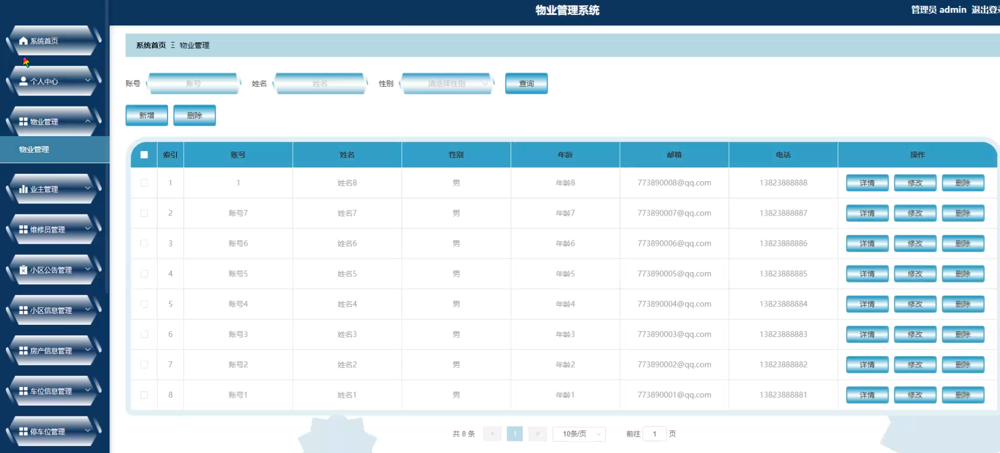 物业管理系统
管理员 admin 退出登录
系统首页
个人中心
物业管理
物业管理
业主管理
维修员管理
小区公告管理
小区信息管理
房产信息管理
车位信息管理
停车位管理
系统首页 Ξ 物业管理
账号 账号 姓名 姓名 性别 请选择性别 查询
新增 删除
索引 账号 姓名 性别 年龄 邮箱 电话 操作
1 1 姓名8 男 年龄8 773890008@qq.com 13823888888 详情 修改 删除
2 账号7 姓名7 男 年龄7 773890007@qq.com 13823888887 详情 修改 删除
3 账号6 姓名6 男 年龄6 773890006@qq.com 13823888886 详情 修改 删除
4 账号5 姓名5 男 年龄5 773890005@qq.com 13823888885 详情 修改 删除
5 账号4 姓名4 男 年龄4 773890004@qq.com 13823888884 详情 修改 删除
6 账号3 姓名3 男 年龄3 773890003@qq.com 13823888883 详情 修改 删除
7 账号2 姓名2 男 年龄2 773890002@qq.com 13823888882 详情 修改 删除
8 账号1 姓名1 男 年龄1 773890001@qq.com 13823888881 详情 修改 删除
共 8 条 < 1 > 10条/页 前往 1 页